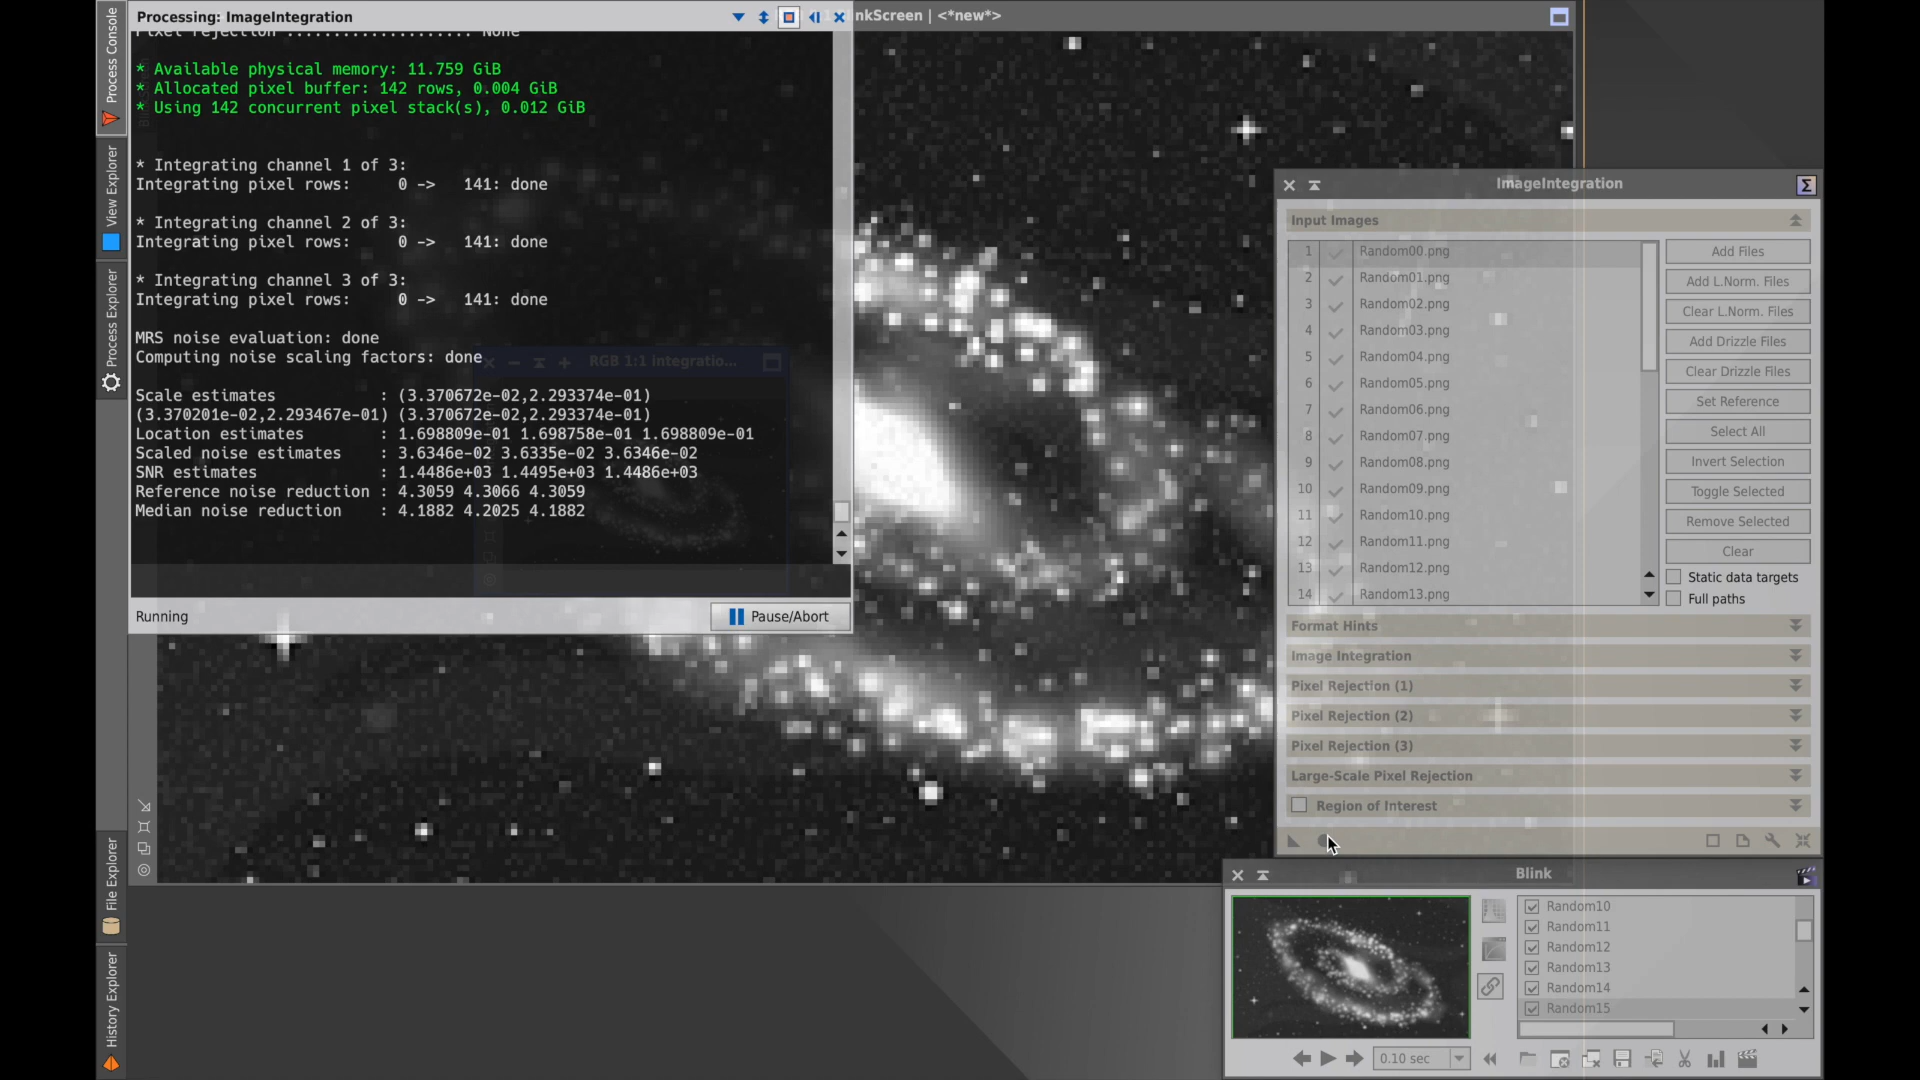 Processing: ImageIntegration
nkScreen | <*new*>
Pixel rejection .................... None
* Available physical memory: 11.759 GiB
* Allocated pixel buffer: 142 rows, 0.004 GiB
* Using 142 concurrent pixel stack(s), 0.012 GiB
* Integrating channel 1 of 3:
Integrating pixel rows: 0 -> 141: done
* Integrating channel 2 of 3:
Integrating pixel rows: 0 -> 141: done
* Integrating channel 3 of 3:
Integrating pixel rows: 0 -> 141: done
MRS noise evaluation: done
Computing noise scaling factors: done
RGB 1:1 integratio...
Scale estimates : (3.370672e-02,2.293374e-01)
(3.370201e-02,2.293467e-01) (3.370672e-02,2.293374e-01)
Location estimates : 1.698809e-01 1.698758e-01 1.698809e-01
Scaled noise estimates : 3.6346e-02 3.6335e-02 3.6346e-02
SNR estimates : 1.4486e+03 1.4495e+03 1.4486e+03
Reference noise reduction : 4.3059 4.3066 4.3059
Median noise reduction : 4.1882 4.2025 4.1882
Running
Pause/Abort
Process Console
View Explorer
Process Explorer
File Explorer
History Explorer
ImageIntegration
Σ
Input Images
1 Random00.png
2 Random01.png
3 Random02.png
4 Random03.png
5 Random04.png
6 Random05.png
7 Random06.png
8 Random07.png
9 Random08.png
10 Random09.png
11 Random10.png
12 Random11.png
13 Random12.png
14 Random13.png
Add Files
Add L.Norm. Files
Clear L.Norm. Files
Add Drizzle Files
Clear Drizzle Files
Set Reference
Select All
Invert Selection
Toggle Selected
Remove Selected
Clear
Static data targets
Full paths
Format Hints
Image Integration
Pixel Rejection (1)
Pixel Rejection (2)
Pixel Rejection (3)
Large-Scale Pixel Rejection
Region of Interest
Blink
Random10
Random11
Random12
Random13
Random14
Random15
0.10 sec